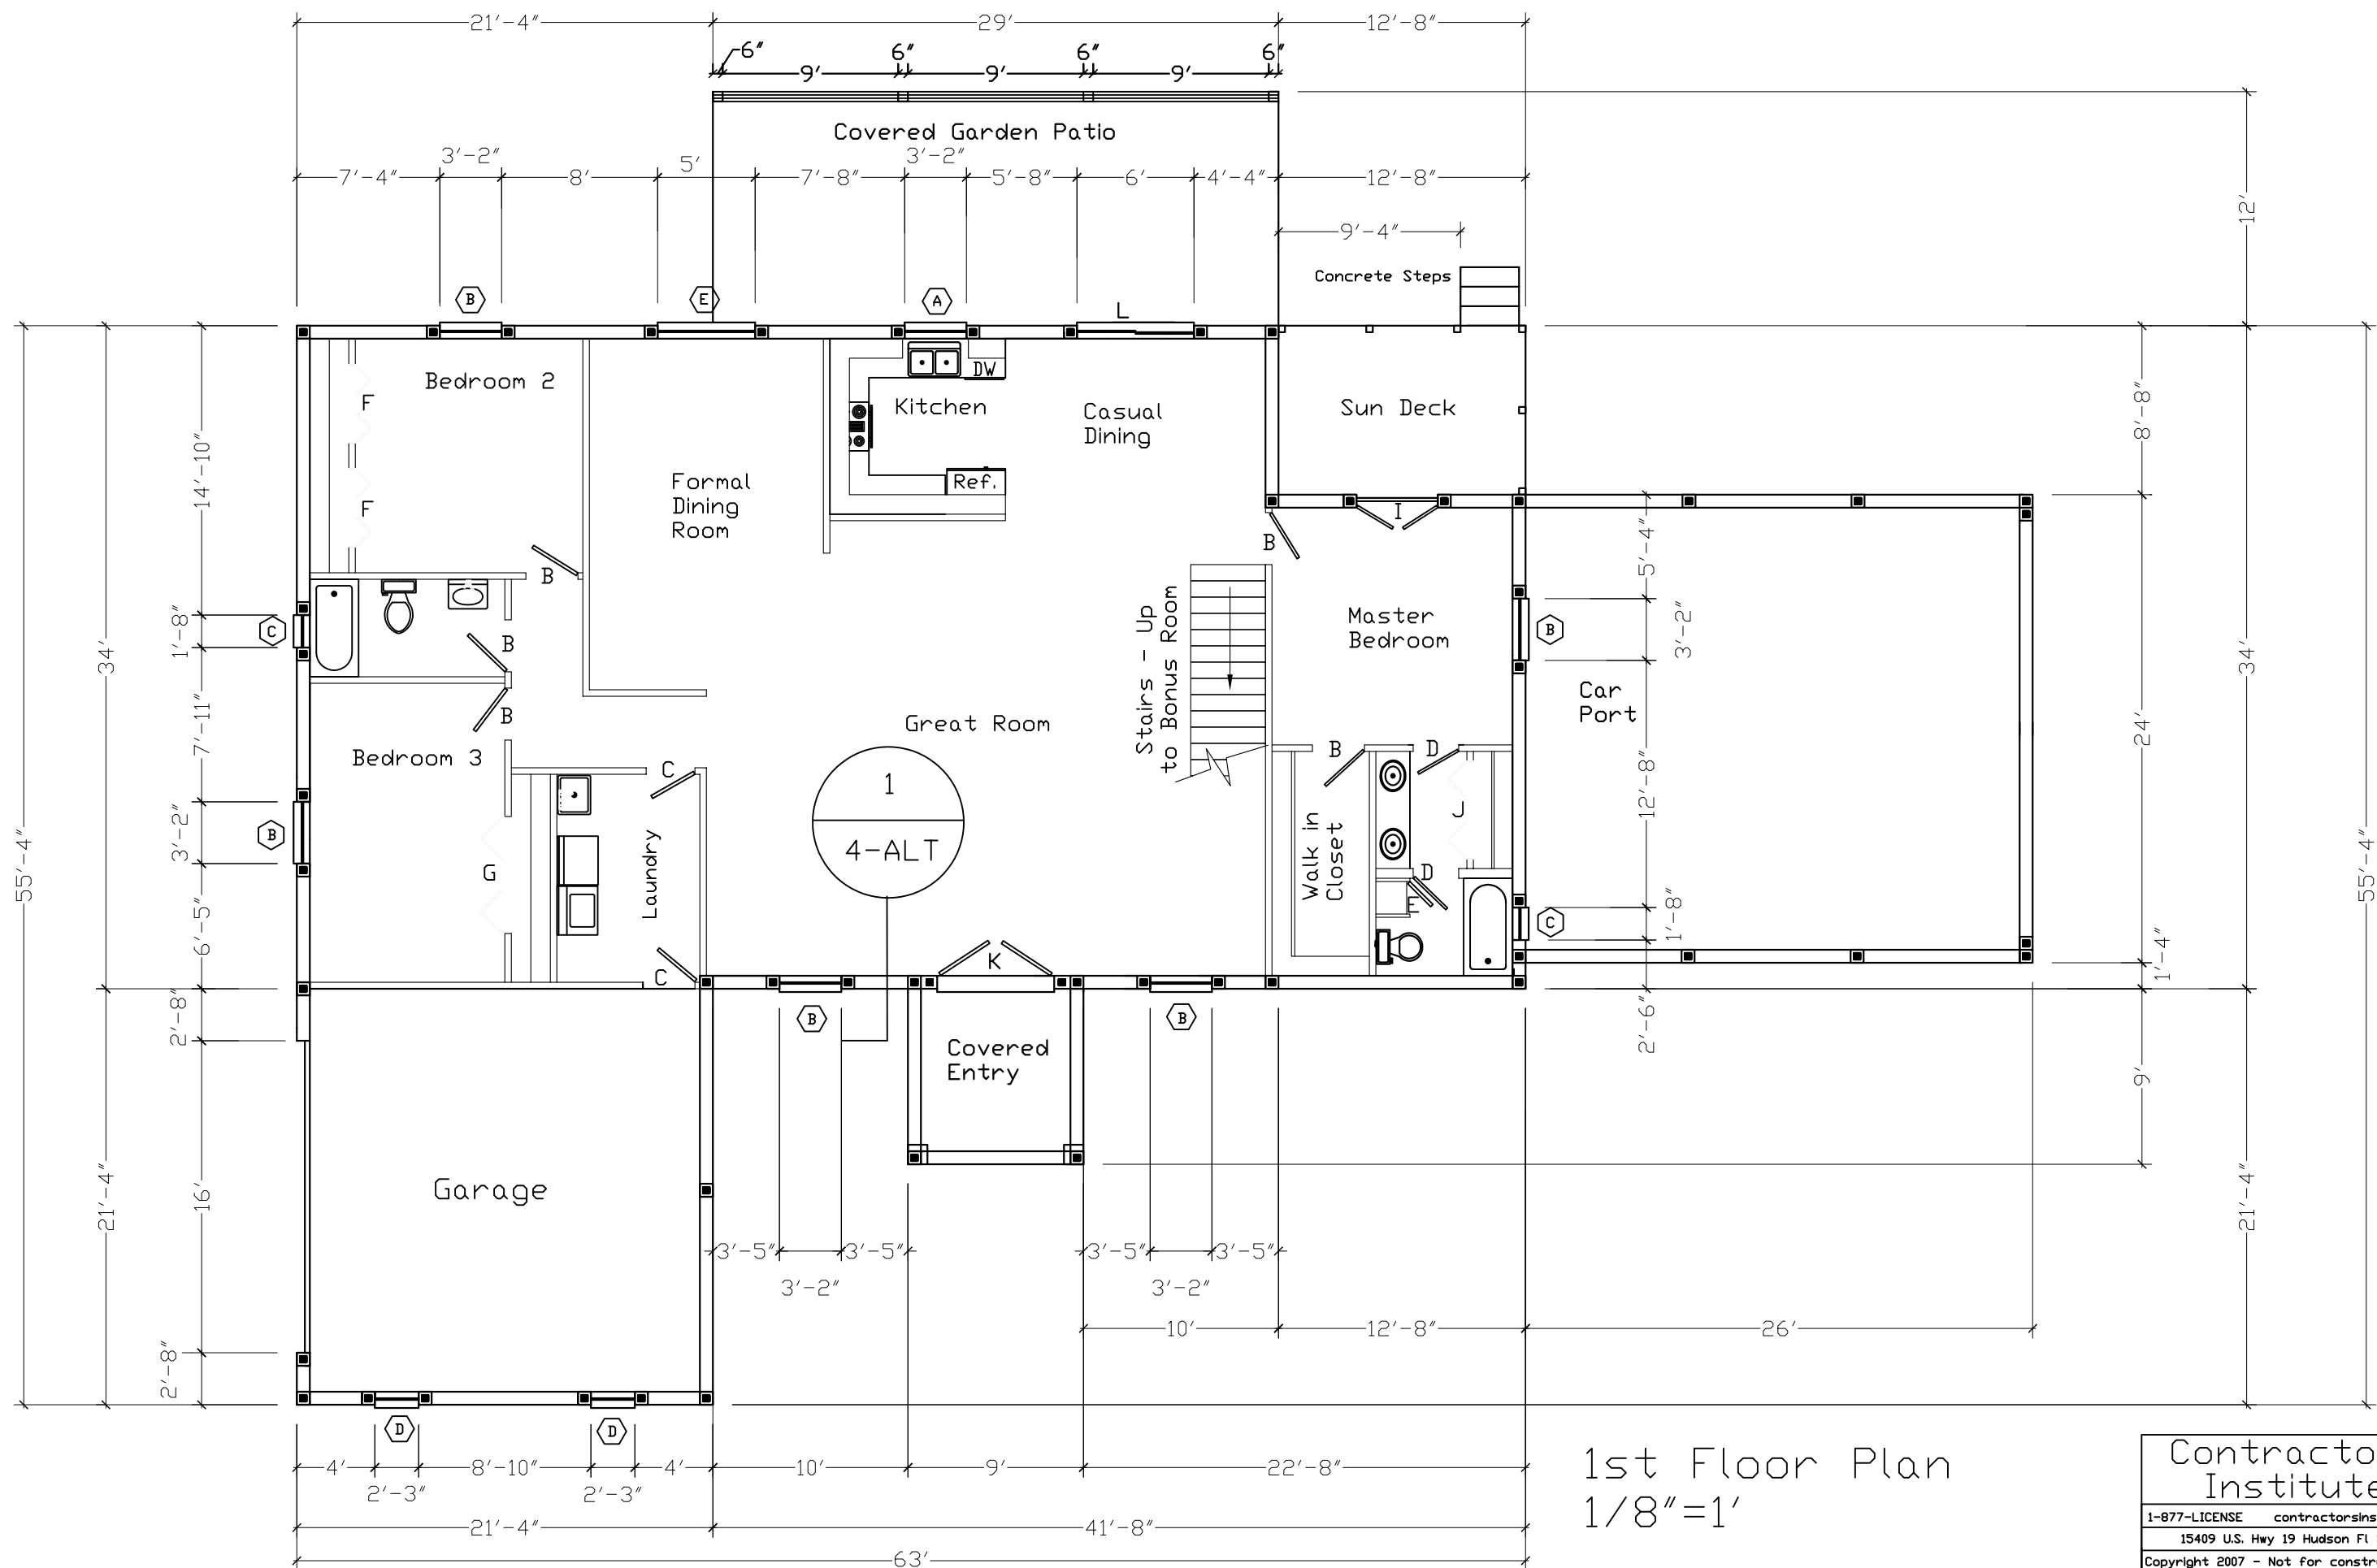 21'-4"
29'
12'-8"
6"
6"
6"
6"
9'
9'
9'
Covered Garden Patio
7'-4"
3'-2"
8'
5'
7'-8"
3'-2"
5'-8"
6'
4'-4"
12'-8"
12'
9'-4"
Concrete Steps
B
E
A
L
Bedroom 2
F
F
B
Formal
Dining
Room
DW
Kitchen
Ref.
Casual
Dining
Sun Deck
I
B
8'-8"
14'-10"
1'-8"
7'-11"
3'-2"
6'-5"
34'
55'-4"
C
B
B
B
Bedroom 3
G
C
Laundry
C
Great Room
1
4-ALT
Stairs - Up
to Bonus Room
Master
Bedroom
B
D
Walk in
Closet
J
D
E
B
C
Car
Port
5'-4"
3'-2"
12'-8"
1'-8"
2'-6"
24'
1'-4"
34'
55'-4"
K
B
B
Covered
Entry
9'
2'-8"
16'
2'-8"
21'-4"
Garage
3'-5"
3'-2"
3'-5"
3'-5"
3'-2"
3'-5"
10'
12'-8"
26'
21'-4"
D
D
4'
2'-3"
8'-10"
2'-3"
4'
10'
9'
22'-8"
21'-4"
41'-8"
63'
1st Floor Plan
1/8"=1'
Contracto
Institute
1-877-LICENSE contractorsins
15409 U.S. Hwy 19 Hudson Fl
Copyright 2007 - Not for constr